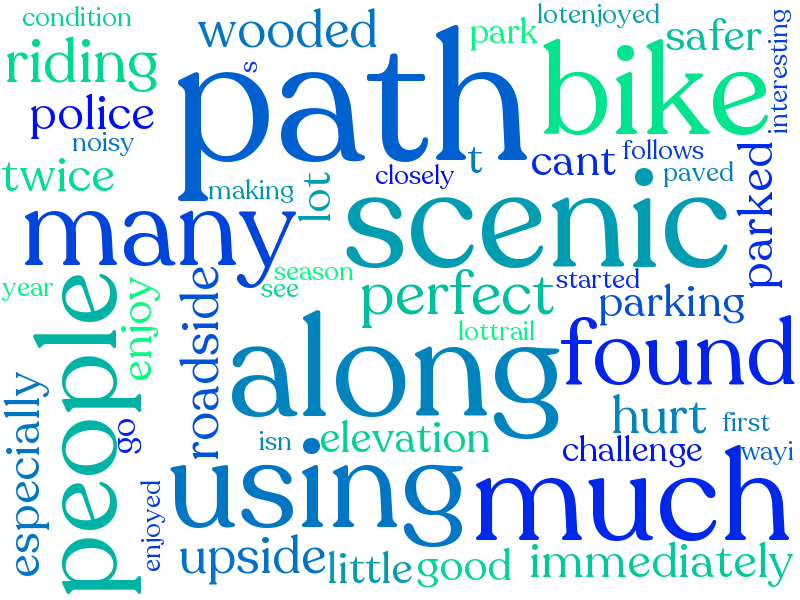 condition
wooded
lotenjoyed
park
safer
interesting
riding
path
bike
s
police
noisy
t
cant
follows
paved
parked
twice
making
closely
lot
many
scenic
year
season
see
perfect
started
parking
people
enjoy
roadside
lottrail
along
found
especially
go
hurt
first
isn
elevation
challenge
wayi
using
much
enjoyed
upside
little
good
immediately